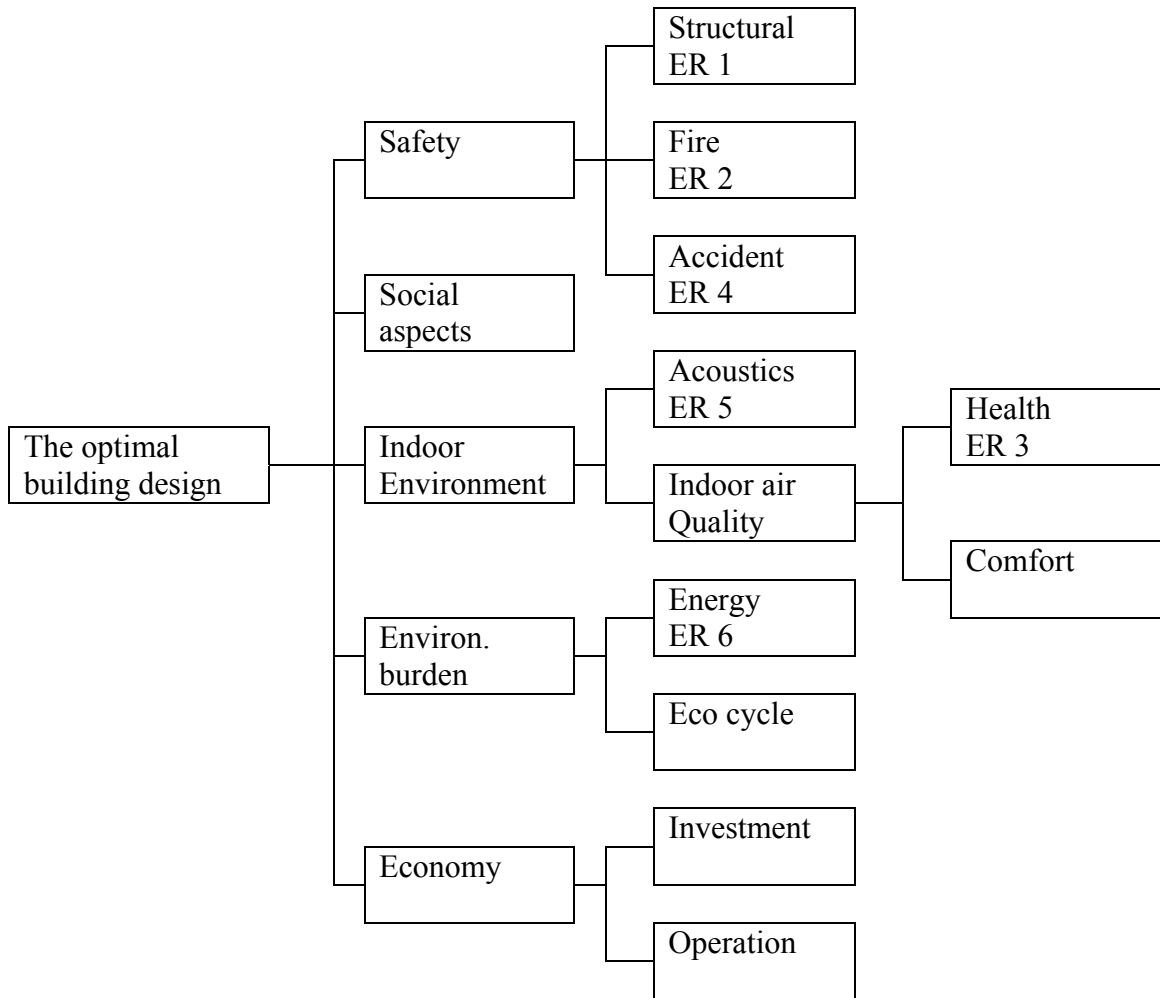 Structural
ER 1
Safety
Fire
ER 2
Accident
ER 4
Social
aspects
Acoustics
ER 5
Health
ER 3
The optimal
building design
Indoor
Environment
Indoor air
Quality
Comfort
Energy
ER 6
Environ.
burden
Eco cycle
Investment
Economy
Operation